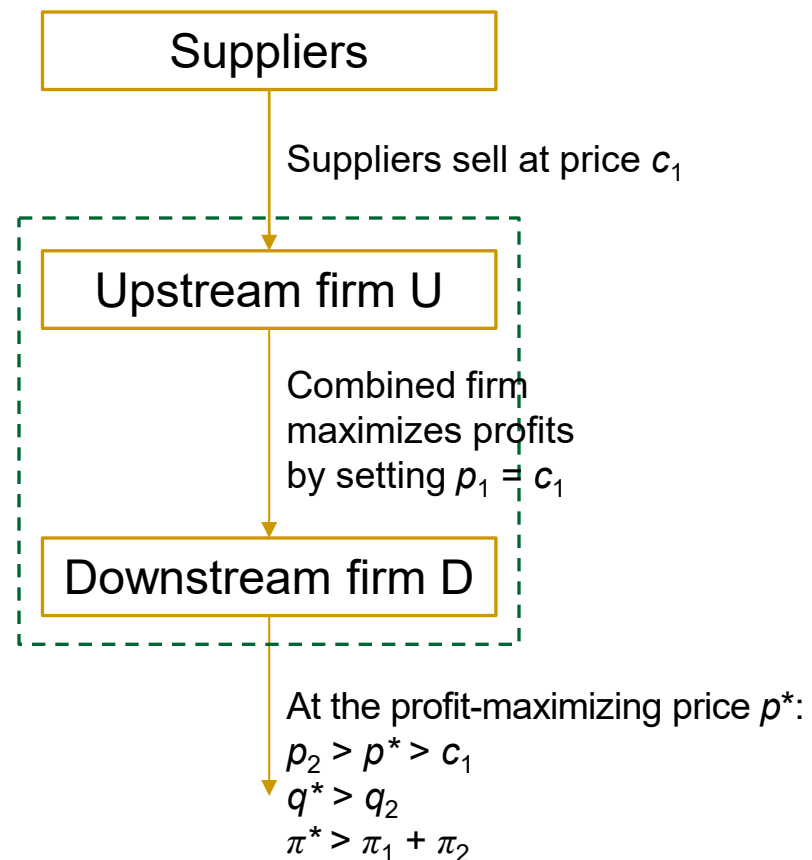 Suppliers
Suppliers sell at price c₁
Upstream firm U
Combined firm
maximizes profits
by setting p₁ = c₁
Downstream firm D
At the profit-maximizing price p*:
p₂ > p* > c₁
q* > q₂
π* > π₁ + π₂